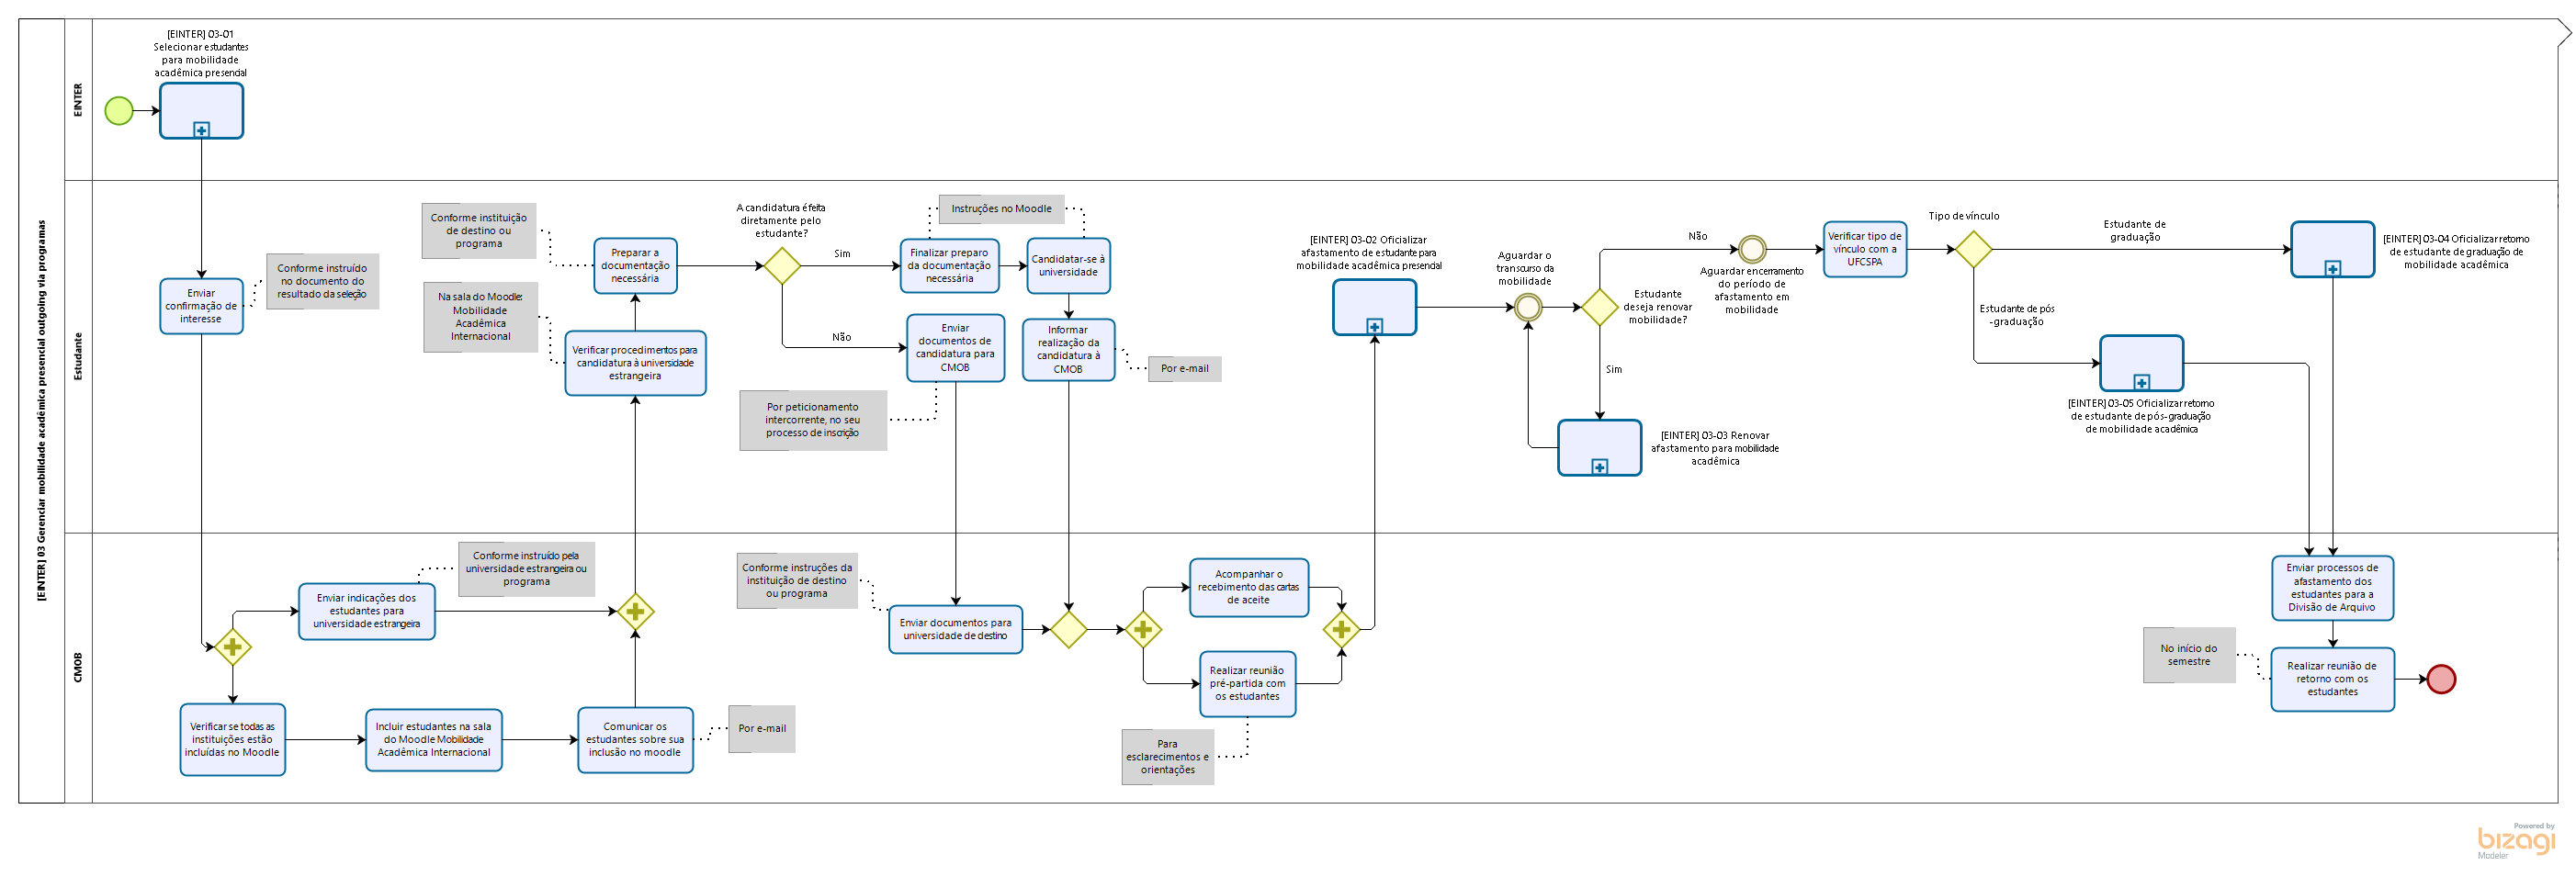 [EINTER] 03 Gerenciar mobilidade acadêmica presencial outgoing via programas
EINTER
[EINTER] 03-01
Selecionar estudantes
para mobilidade
acadêmica presencial
Estudante
Enviar
confirmação de
interesse
Conforme instruído
no documento do
resultado da seleção
Conforme instituição
de destino ou
programa
Na sala do Moodle:
Mobilidade
Acadêmica
Internacional
Preparar a
documentação
necessária
Verificar procedimentos para
candidatura à universidade
estrangeira
A candidatura é feita
diretamente pelo
estudante?
Sim
Não
Instruções no Moodle
Finalizar preparo
da documentação
necessária
Candidatar-se à
universidade
Enviar
documentos de
candidatura para
CMOB
Informar
realização da
candidatura à
CMOB
Por e-mail
Por peticionamento
intercorrente, no seu
processo de inscrição
[EINTER] 03-02 Oficializar
afastamento de estudante para
mobilidade acadêmica presencial
Aguardar o
transcurso da
mobilidade
Estudante
deseja renovar
mobilidade?
Não
Sim
[EINTER] 03-03 Renovar
afastamento para mobilidade
acadêmica
Aguardar encerramento
do período de
afastamento em
mobilidade
Verificar tipo de
vínculo com a
UFCSPA
Tipo de vínculo
Estudante de
graduação
Estudante de pós
-graduação
[EINTER] 03-04 Oficializar retorno
de estudante de graduação de
mobilidade acadêmica
[EINTER] 03-05 Oficializar retorno
de estudante de pós-graduação
de mobilidade acadêmica
CMOB
Enviar indicações dos
estudantes para
universidade estrangeira
Conforme instruído pela
universidade estrangeira ou
programa
Verificar se todas as
instituições estão
incluídas no Moodle
Incluir estudantes na sala
do Moodle Mobilidade
Acadêmica Internacional
Comunicar os
estudantes sobre sua
inclusão no moodle
Por e-mail
Conforme instruções da
instituição de destino
ou programa
Enviar documentos para
universidade de destino
Acompanhar o
recebimento das cartas
de aceite
Realizar reunião
pré-partida com
os estudantes
Para
esclarecimentos e
orientações
Enviar processos de
afastamento dos
estudantes para a
Divisão de Arquivo
No início do
semestre
Realizar reunião de
retorno com os
estudantes
Powered by
bizagi
Modeler